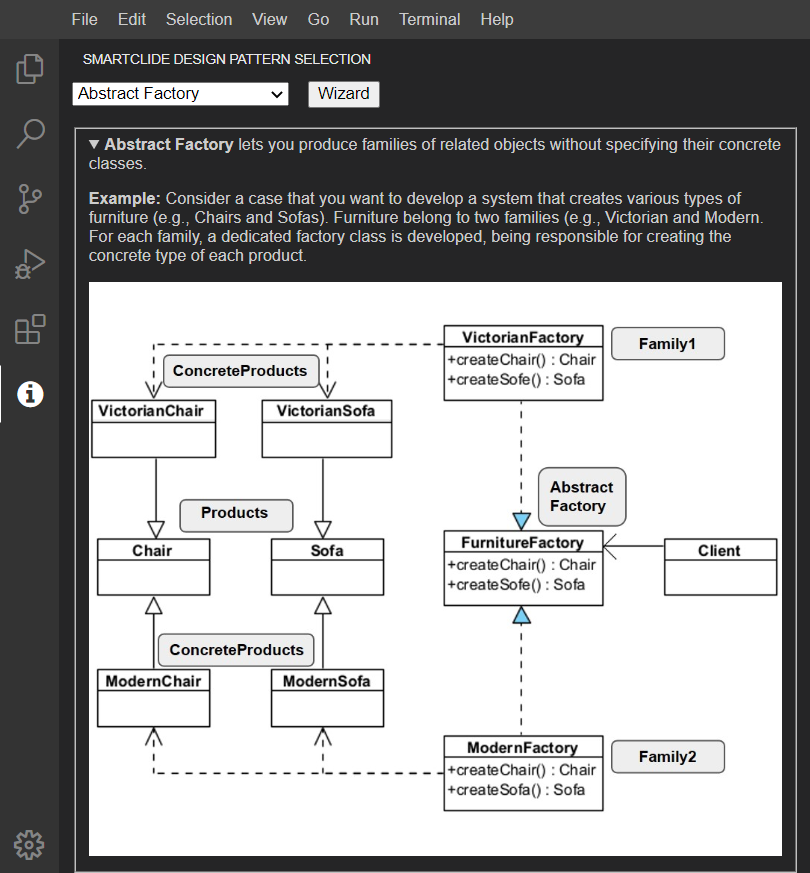 File Edit Selection View Go Run Terminal Help
SMARTCLIDE DESIGN PATTERN SELECTION
Abstract Factory Wizard
▼ Abstract Factory lets you produce families of related objects without specifying their concrete
classes.
Example: Consider a case that you want to develop a system that creates various types of
furniture (e.g., Chairs and Sofas). Furniture belong to two families (e.g., Victorian and Modern.
For each family, a dedicated factory class is developed, being responsible for creating the
concrete type of each product.
VictorianFactory
+createChair() : Chair
+createSofe() : Sofa
Family1
ConcreteProducts
VictorianChair
VictorianSofa
Products
Abstract
Factory
Chair
Sofa
FurnitureFactory
+createChair() : Chair
+createSofe() : Sofa
Client
ConcreteProducts
ModernChair
ModernSofa
ModernFactory
+createChair() : Chair
+createSofa() : Sofa
Family2